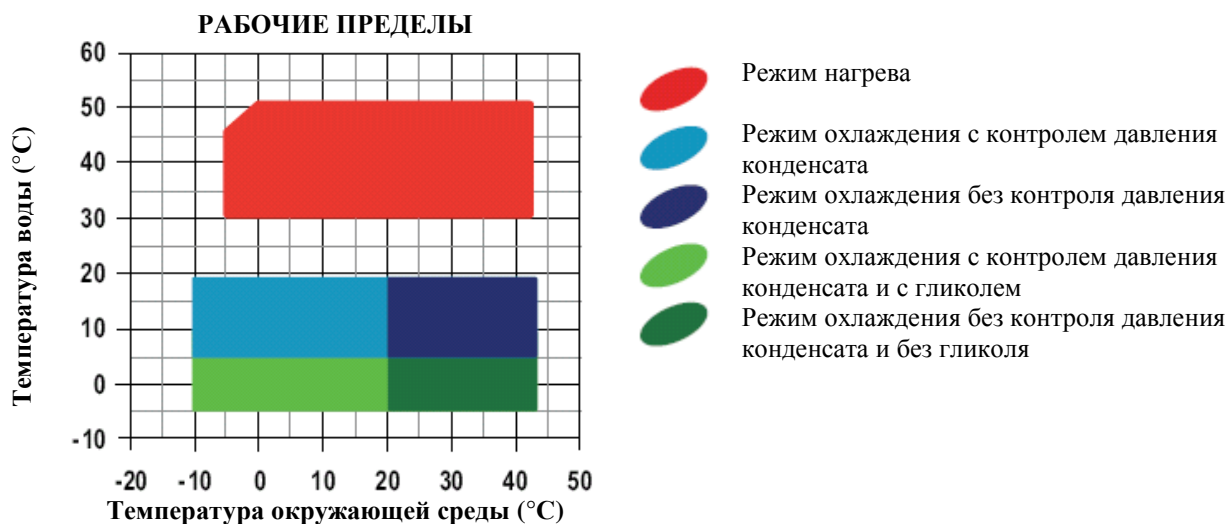 РАБОЧИЕ ПРЕДЕЛЫ
60
50
40
30
20
10
0
-10
Температура воды (°C)
-20 -10 0 10 20 30 40 50
Температура окружающей среды (°C)
Режим нагрева
Режим охлаждения с контролем давления
конденсата
Режим охлаждения без контроля давления
конденсата
Режим охлаждения с контролем давления
конденсата и с гликолем
Режим охлаждения без контроля давления
конденсата и без гликоля